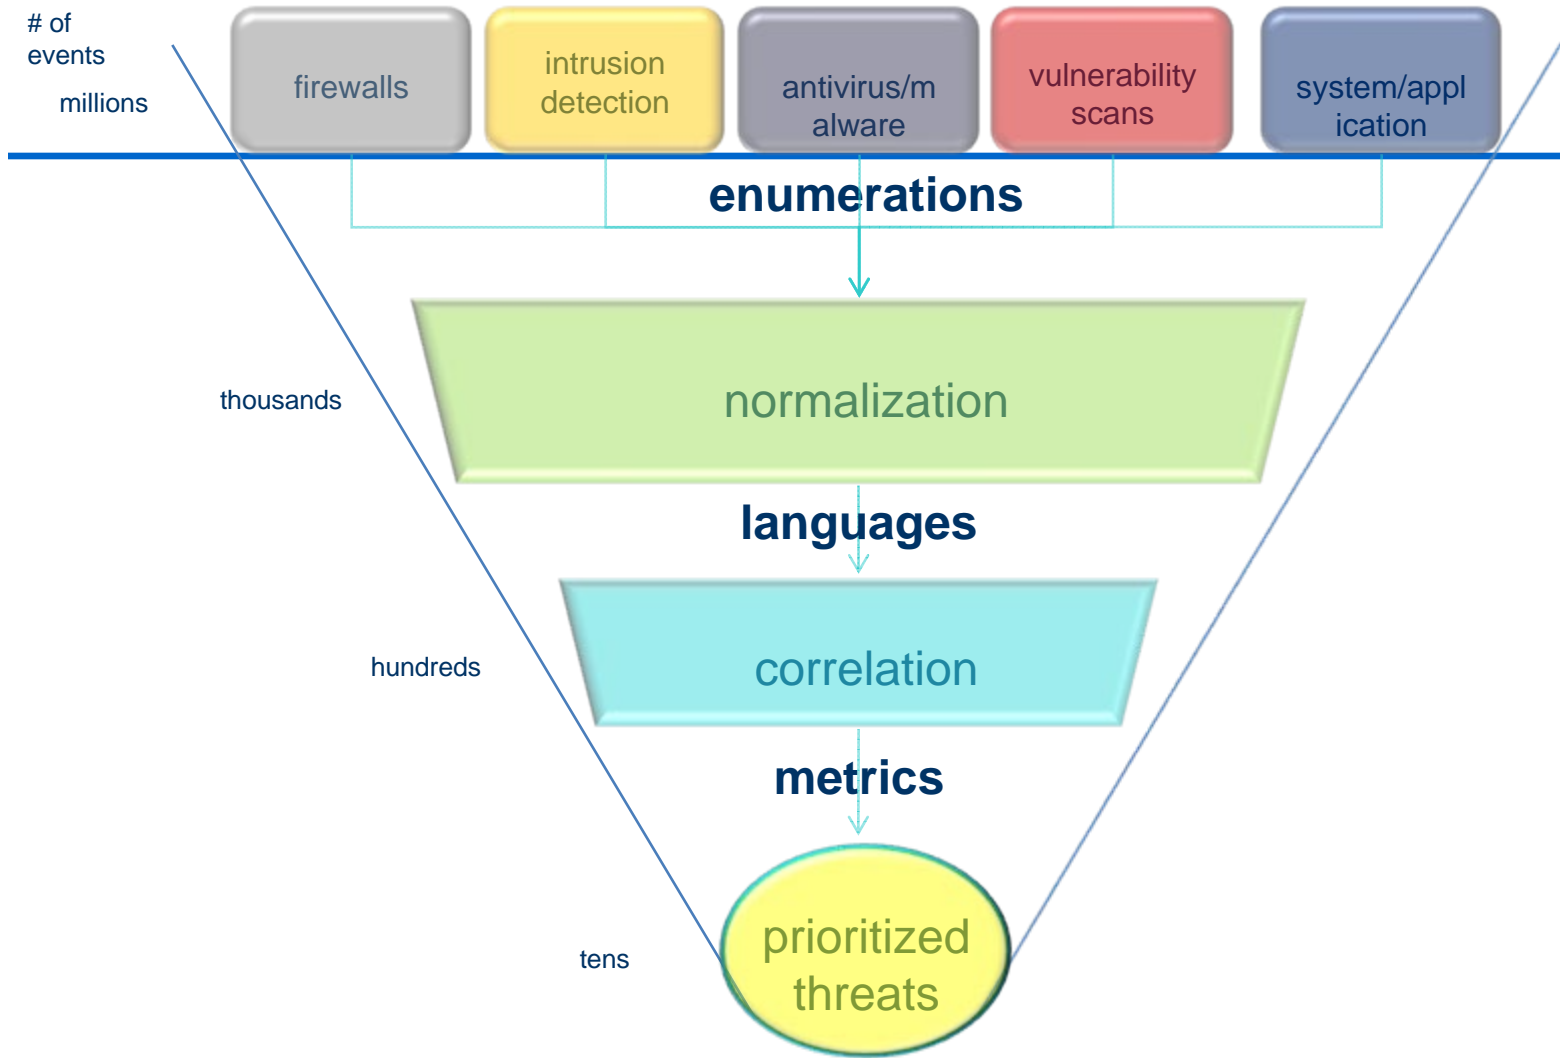 # of
events
millions
firewalls
intrusion
detection
antivirus/m
alware
vulnerability
scans
system/appl
ication
enumerations
thousands
normalization
languages
hundreds
correlation
metrics
tens
prioritized
threats